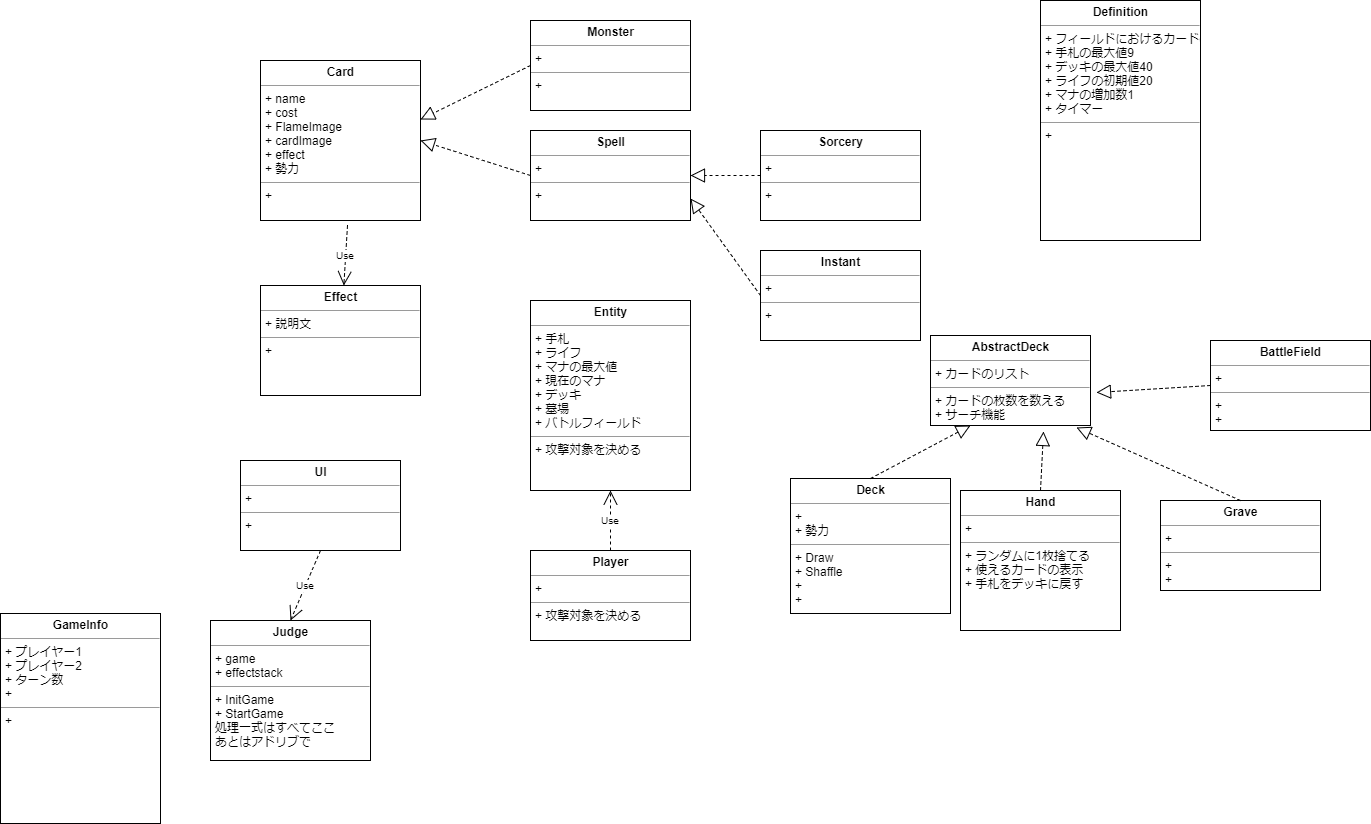 Card
+ name
+ cost
+ FlameImage
+ cardImage
+ effect
+ 勢力
+
Monster
+
+
Spell
+
+
Sorcery
+
+
Instant
+
+
Definition
+ フィールドにおけるカード
+ 手札の最大値9
+ デッキの最大値40
+ ライフの初期値20
+ マナの増加数1
+ タイマー
+
Use
Effect
+ 説明文
+
Entity
+ 手札
+ ライフ
+ マナの最大値
+ 現在のマナ
+ デッキ
+ 墓場
+ バトルフィールド
+ 攻撃対象を決める
Use
Player
+
+ 攻撃対象を決める
AbstractDeck
+ カードのリスト
+ カードの枚数を数える
+ サーチ機能
BattleField
+
+
+
Deck
+
+ 勢力
+ Draw
+ Shaffle
+
+
Hand
+
+ ランダムに1枚捨てる
+ 使えるカードの表示
+ 手札をデッキに戻す
Grave
+
+
+
UI
+
+
Use
Judge
+ game
+ effectstack
+ InitGame
+ StartGame
処理一式はすべてここ
あとはアドリブで
GameInfo
+ プレイヤー1
+ プレイヤー2
+ ターン数
+
+